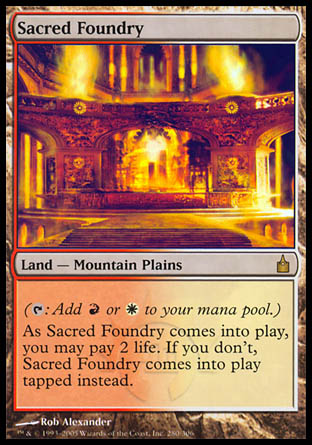 Sacred Foundry
Land — Mountain Plains
(: Add or to your mana pool.)
As Sacred Foundry comes into play,
you may pay 2 life. If you don't,
Sacred Foundry comes into play
tapped instead.
Rob Alexander
™ & © 1993–2005 Wizards of the Coast, Inc. 280/306